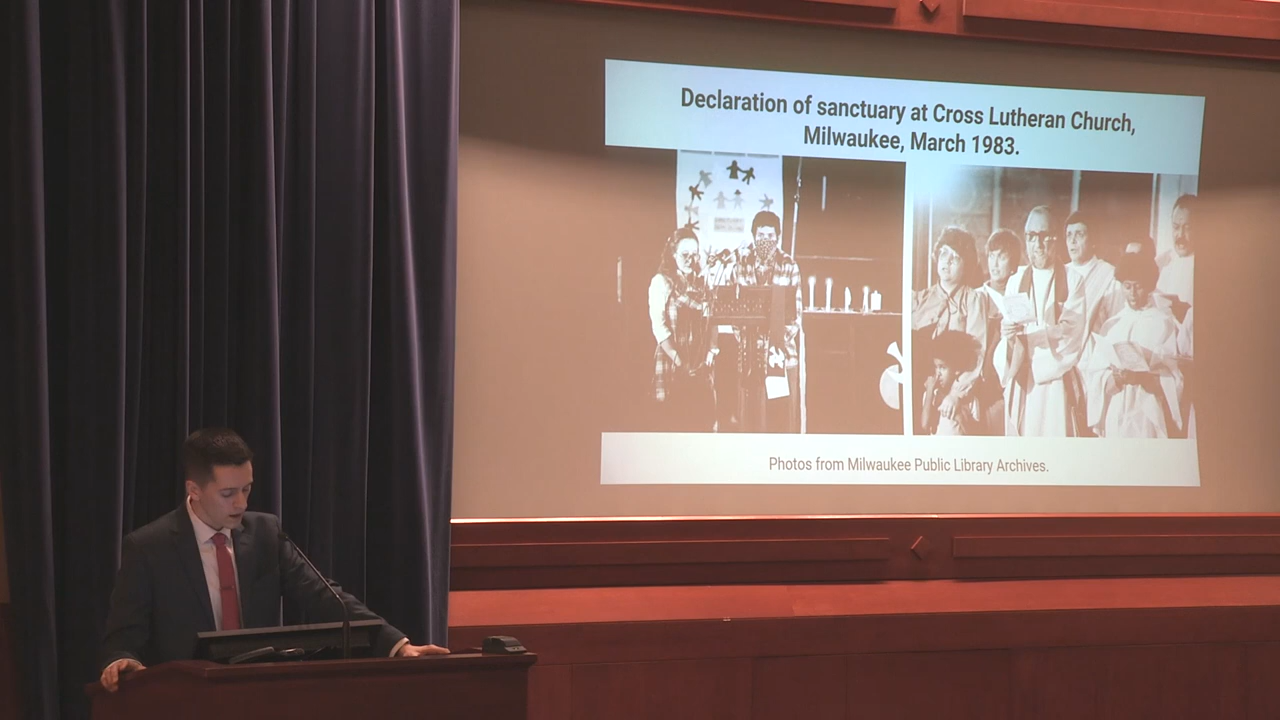 Declaration of sanctuary at Cross Lutheran Church,
Milwaukee, March 1983.
Photos from Milwaukee Public Library Archives.